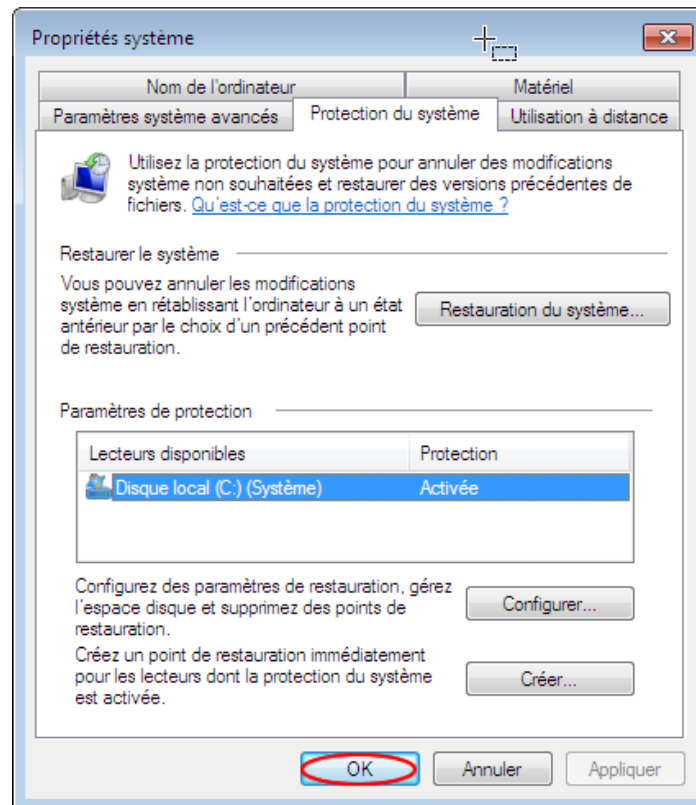 Propriétés système
Nom de l'ordinateur
Matériel
Paramètres système avancés
Protection du système
Utilisation à distance
Utilisez la protection du système pour annuler des modifications
système non souhaitées et restaurer des versions précédentes de
fichiers. Qu'est-ce que la protection du système ?
Restaurer le système
Vous pouvez annuler les modifications
système en rétablissant l'ordinateur à un état
antérieur par le choix d'un précédent point
de restauration.
Restauration du système...
Paramètres de protection
Lecteurs disponibles
Protection
Disque local (C:) (Système)
Activée
Configurez des paramètres de restauration, gérez
l'espace disque et supprimez des points de
restauration.
Configurer...
Créez un point de restauration immédiatement
pour les lecteurs dont la protection du système
est activée.
Créer...
OK
Annuler
Appliquer